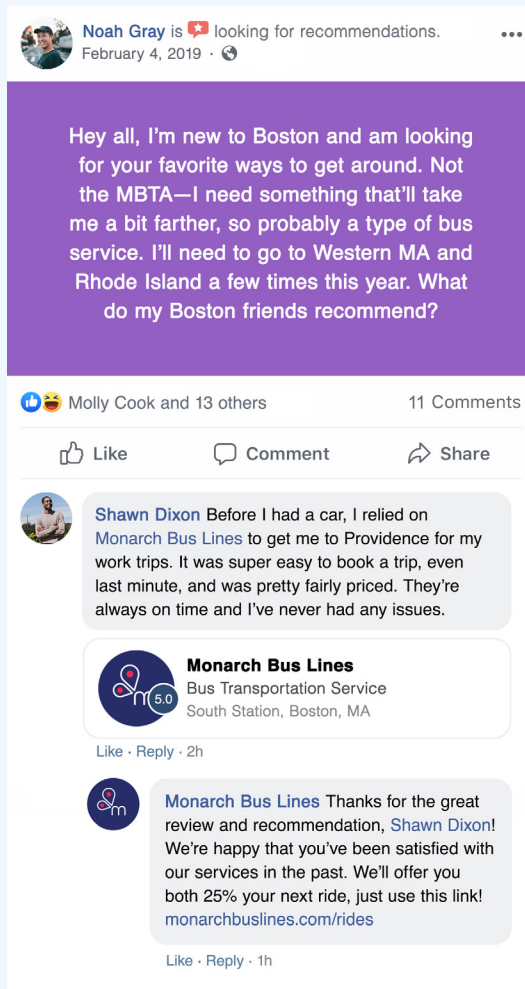 Noah Gray is looking for recommendations.
February 4, 2019 ·
Hey all, I'm new to Boston and am looking
for your favorite ways to get around. Not
the MBTA—I need something that'll take
me a bit farther, so probably a type of bus
service. I'll need to go to Western MA and
Rhode Island a few times this year. What
do my Boston friends recommend?
Molly Cook and 13 others 11 Comments
Like Comment Share
Shawn Dixon Before I had a car, I relied on
Monarch Bus Lines to get me to Providence for my
work trips. It was super easy to book a trip, even
last minute, and was pretty fairly priced. They're
always on time and I've never had any issues.
m 5.0
Monarch Bus Lines
Bus Transportation Service
South Station, Boston, MA
Like · Reply · 2h
m
Monarch Bus Lines Thanks for the great
review and recommendation, Shawn Dixon!
We're happy that you've been satisfied with
our services in the past. We'll offer you
both 25% your next ride, just use this link!
monarchbuslines.com/rides
Like · Reply · 1h